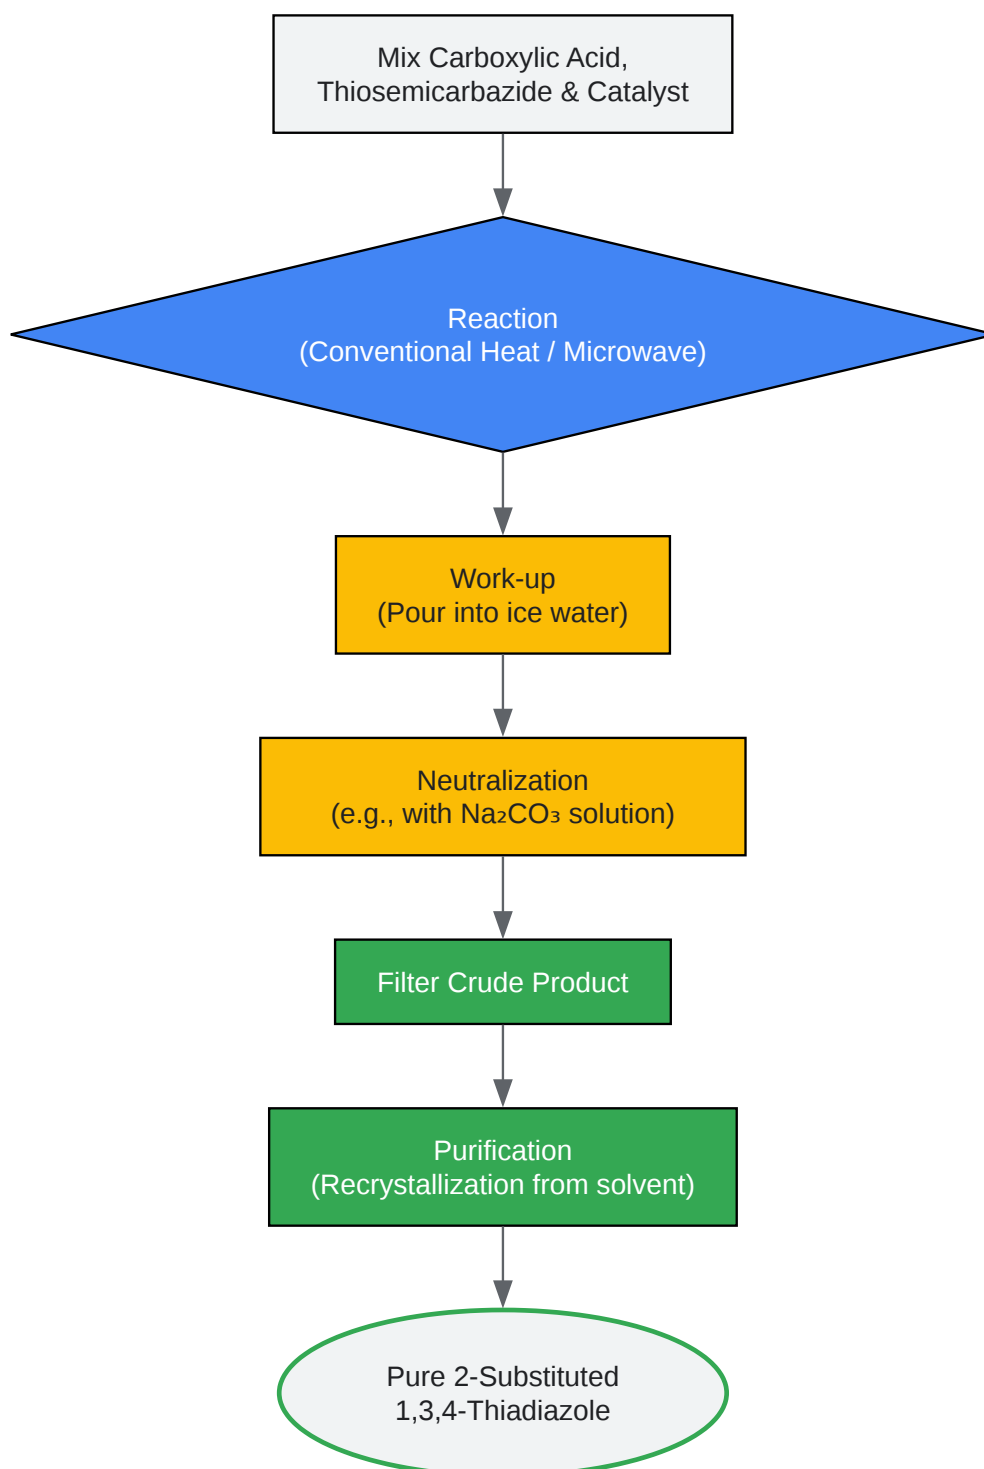 Mix Carboxylic Acid,
Thiosemicarbazide & Catalyst
Reaction
(Conventional Heat / Microwave)
Work-up
(Pour into ice water)
Neutralization
(e.g., with Na₂CO₃ solution)
Filter Crude Product
Purification
(Recrystallization from solvent)
Pure 2-Substituted
1,3,4-Thiadiazole